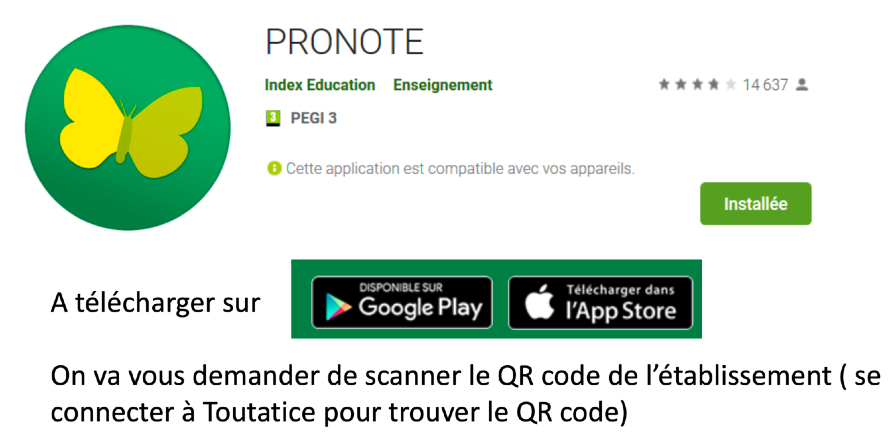 PRONOTE
Index Education Enseignement 14 637
3 PEGI 3
Cette application est compatible avec vos appareils.
Installée
A télécharger sur
DISPONIBLE SUR
Google Play
Télécharger dans
l'App Store
On va vous demander de scanner le QR code de l’établissement ( se
connecter à Toutatice pour trouver le QR code)